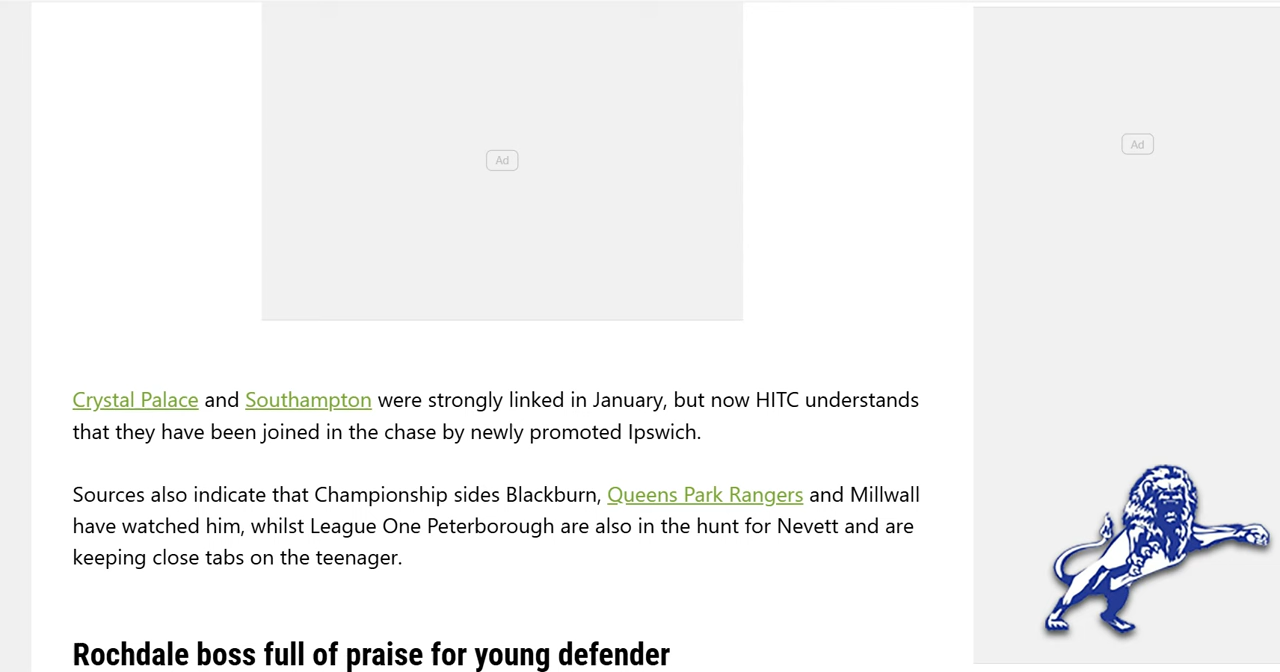 Ad
Ad
Crystal Palace and Southampton were strongly linked in January, but now HITC understands
that they have been joined in the chase by newly promoted Ipswich.
Sources also indicate that Championship sides Blackburn, Queens Park Rangers and Millwall
have watched him, whilst League One Peterborough are also in the hunt for Nevett and are
keeping close tabs on the teenager.
Rochdale boss full of praise for young defender